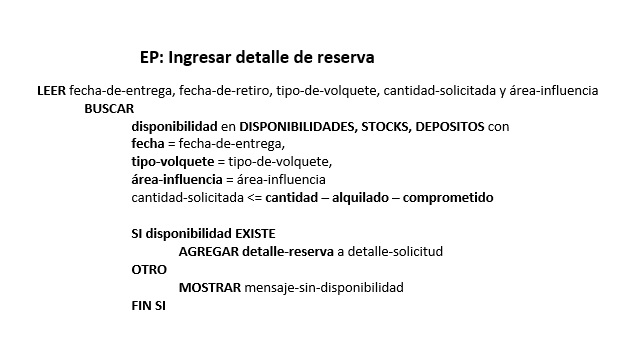 EP: Ingresar detalle de reserva
LEER fecha-de-entrega, fecha-de-retiro, tipo-de-volquete, cantidad-solicitada y área-influencia
BUSCAR
disponibilidad en DISPONIBILIDADES, STOCKS, DEPOSITOS con
fecha = fecha-de-entrega,
tipo-volquete = tipo-de-volquete,
área-influencia = área-influencia
cantidad-solicitada <= cantidad – alquilado – comprometido
SI disponibilidad EXISTE
AGREGAR detalle-reserva a detalle-solicitud
OTRO
MOSTRAR mensaje-sin-disponibilidad
FIN SI